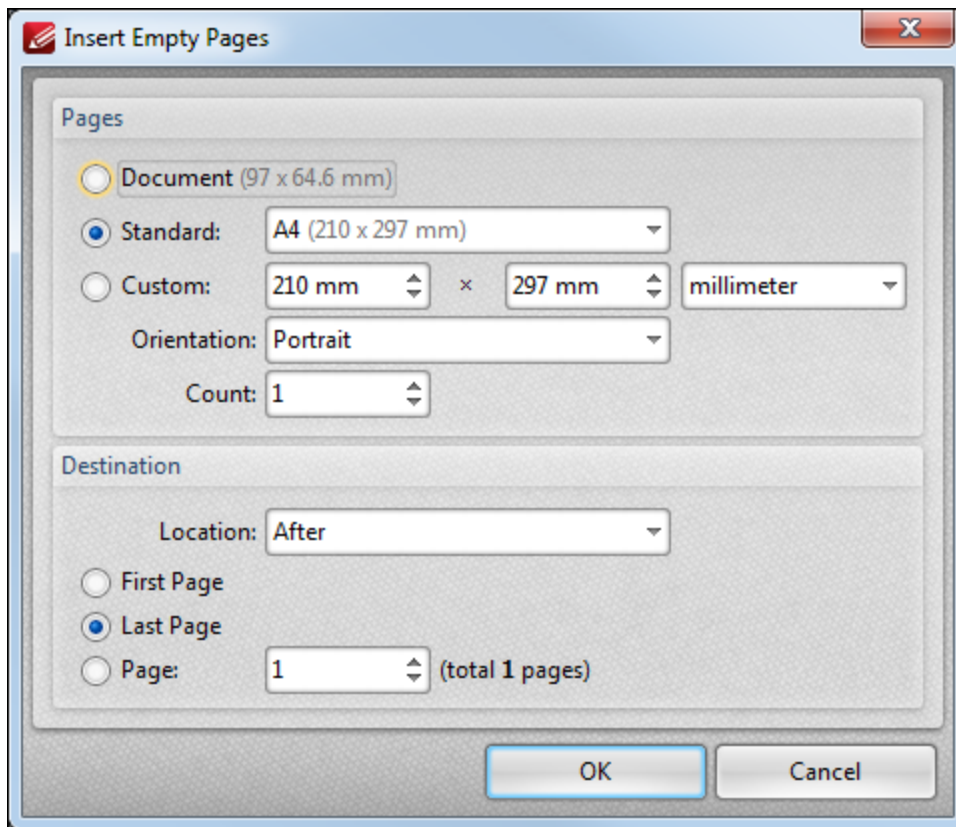 Insert Empty Pages
Pages
Document (97 x 64.6 mm)
Standard: A4 (210 x 297 mm)
Custom: 210 mm × 297 mm millimeter
Orientation: Portrait
Count: 1
Destination
Location: After
First Page
Last Page
Page: 1 (total 1 pages)
OK Cancel